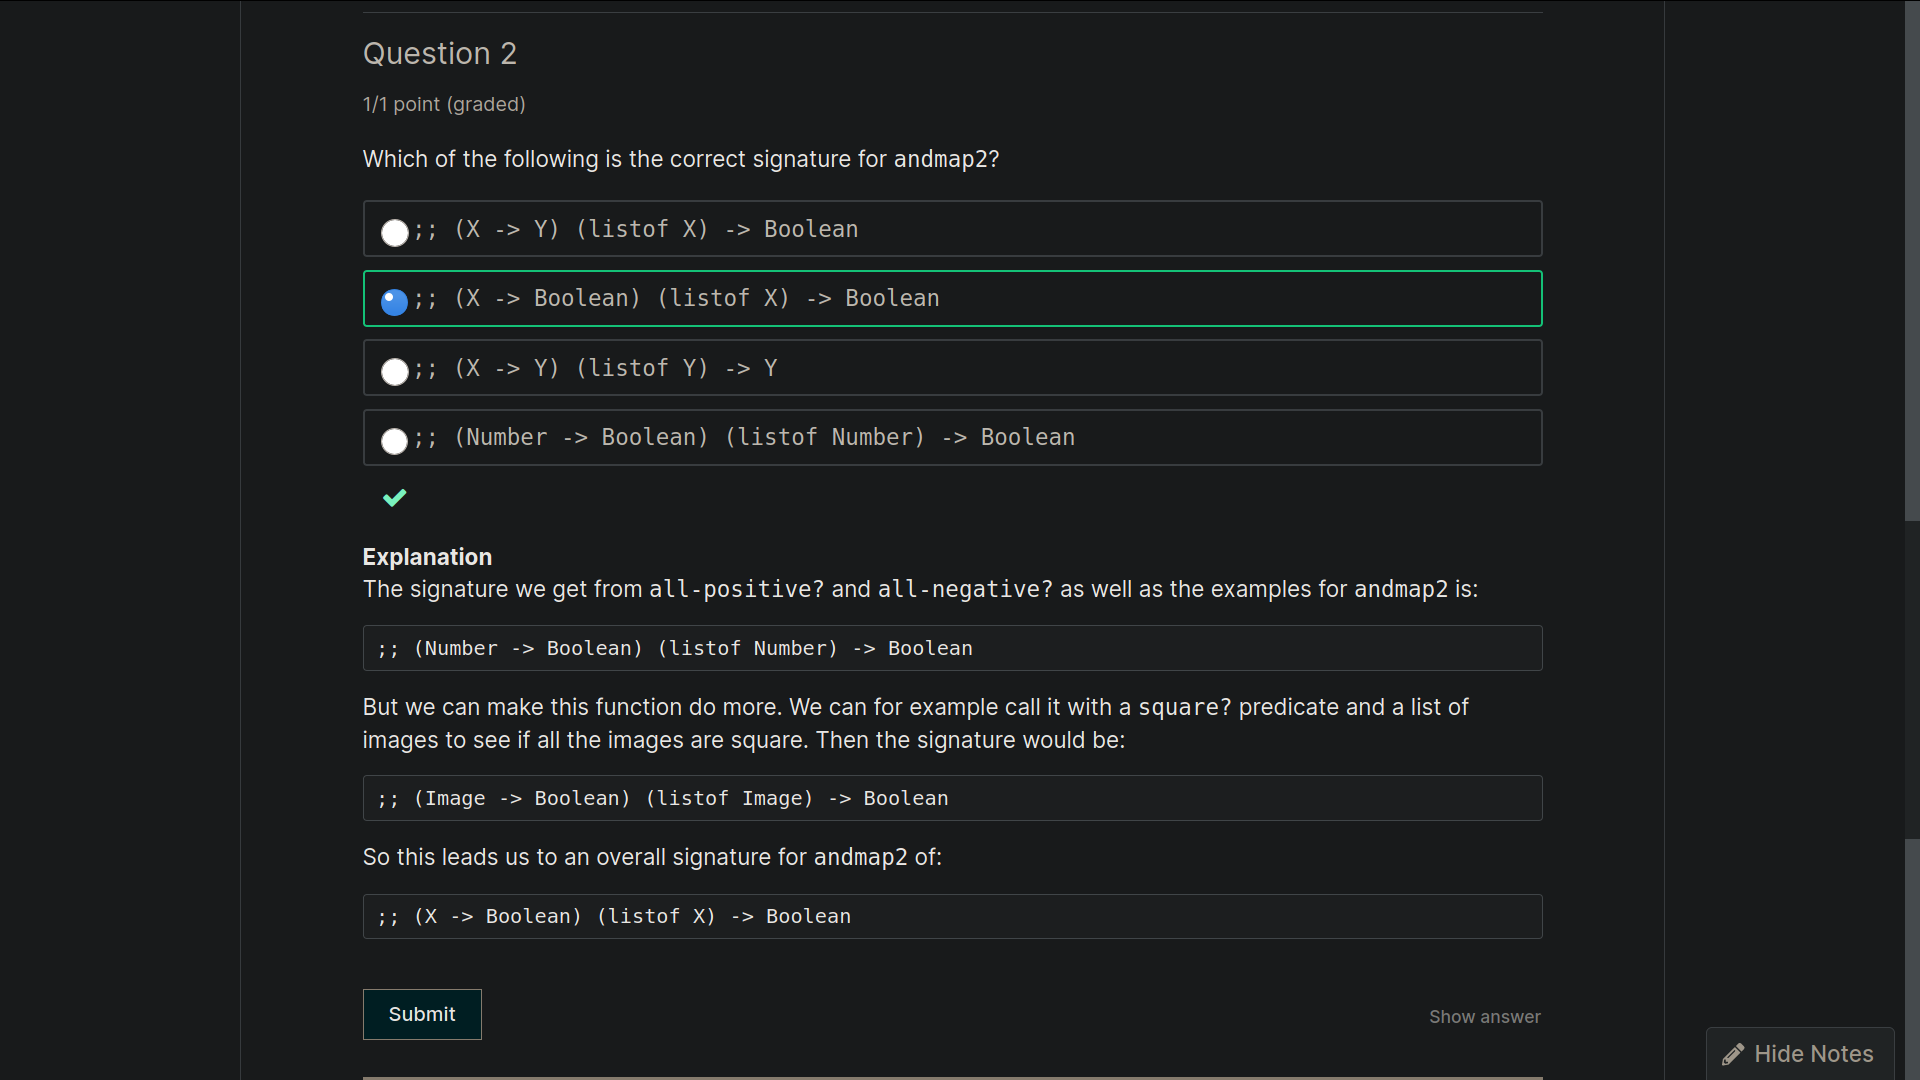 Question 2
1/1 point (graded)
Which of the following is the correct signature for andmap2?
;; (X -> Y) (listof X) -> Boolean
;; (X -> Boolean) (listof X) -> Boolean
;; (X -> Y) (listof Y) -> Y
;; (Number -> Boolean) (listof Number) -> Boolean
Explanation
The signature we get from all-positive? and all-negative? as well as the examples for andmap2 is:
;; (Number -> Boolean) (listof Number) -> Boolean
But we can make this function do more. We can for example call it with a square? predicate and a list of
images to see if all the images are square. Then the signature would be:
;; (Image -> Boolean) (listof Image) -> Boolean
So this leads us to an overall signature for andmap2 of:
;; (X -> Boolean) (listof X) -> Boolean
Submit
Show answer
Hide Notes